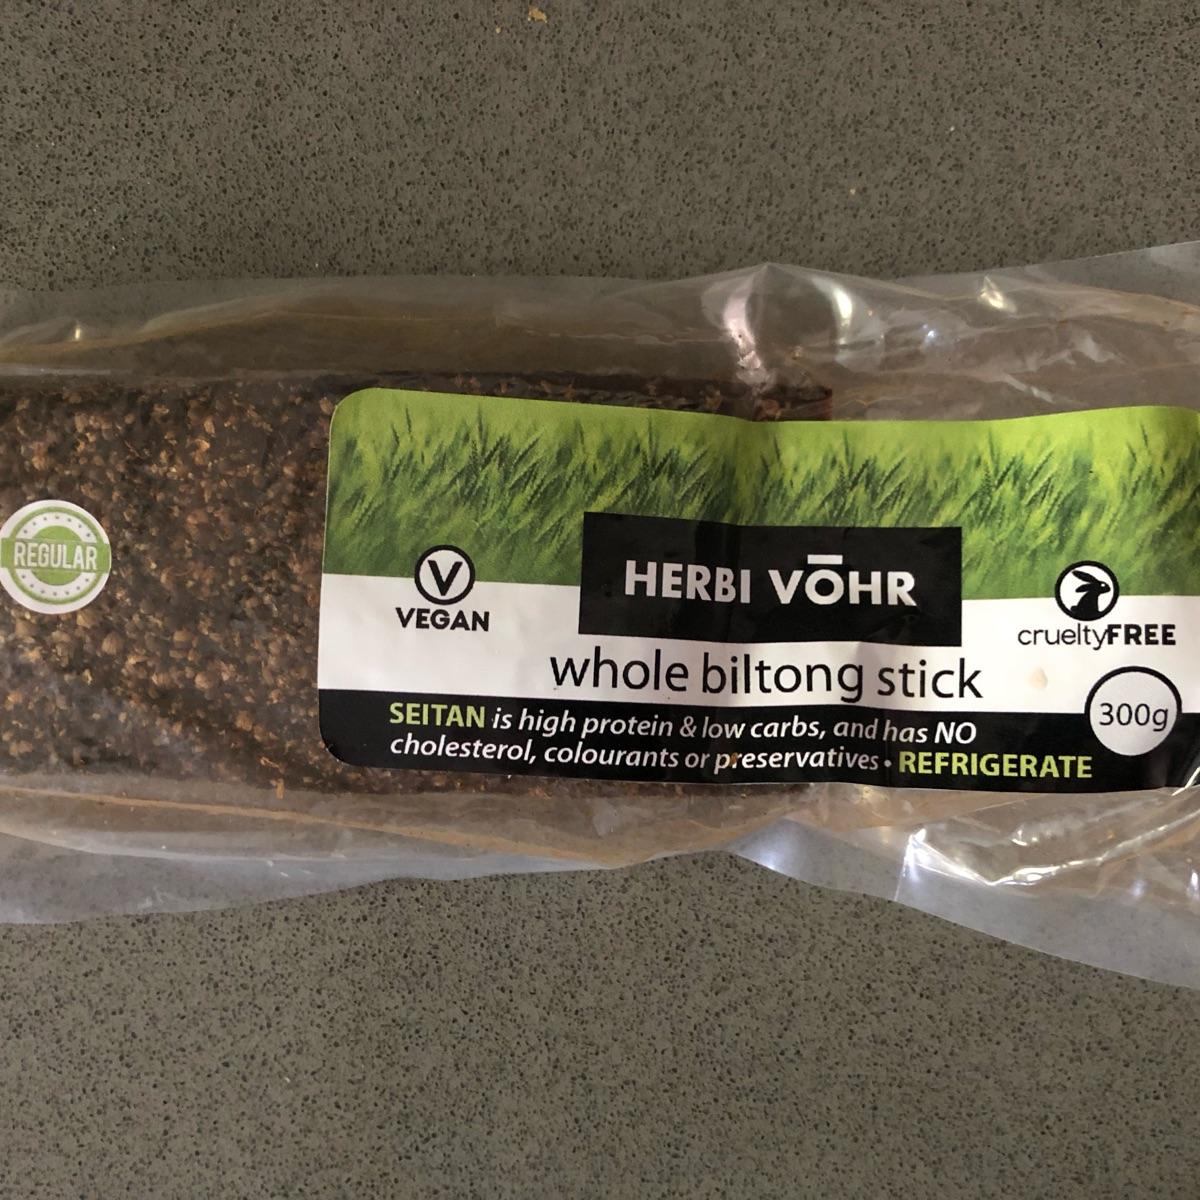 REGULAR
V
VEGAN
HERBI VŌHR
crueltyFREE
whole biltong stick
300g
SEITAN is high protein & low carbs, and has NO
cholesterol, colourants or preservatives • REFRIGERATE